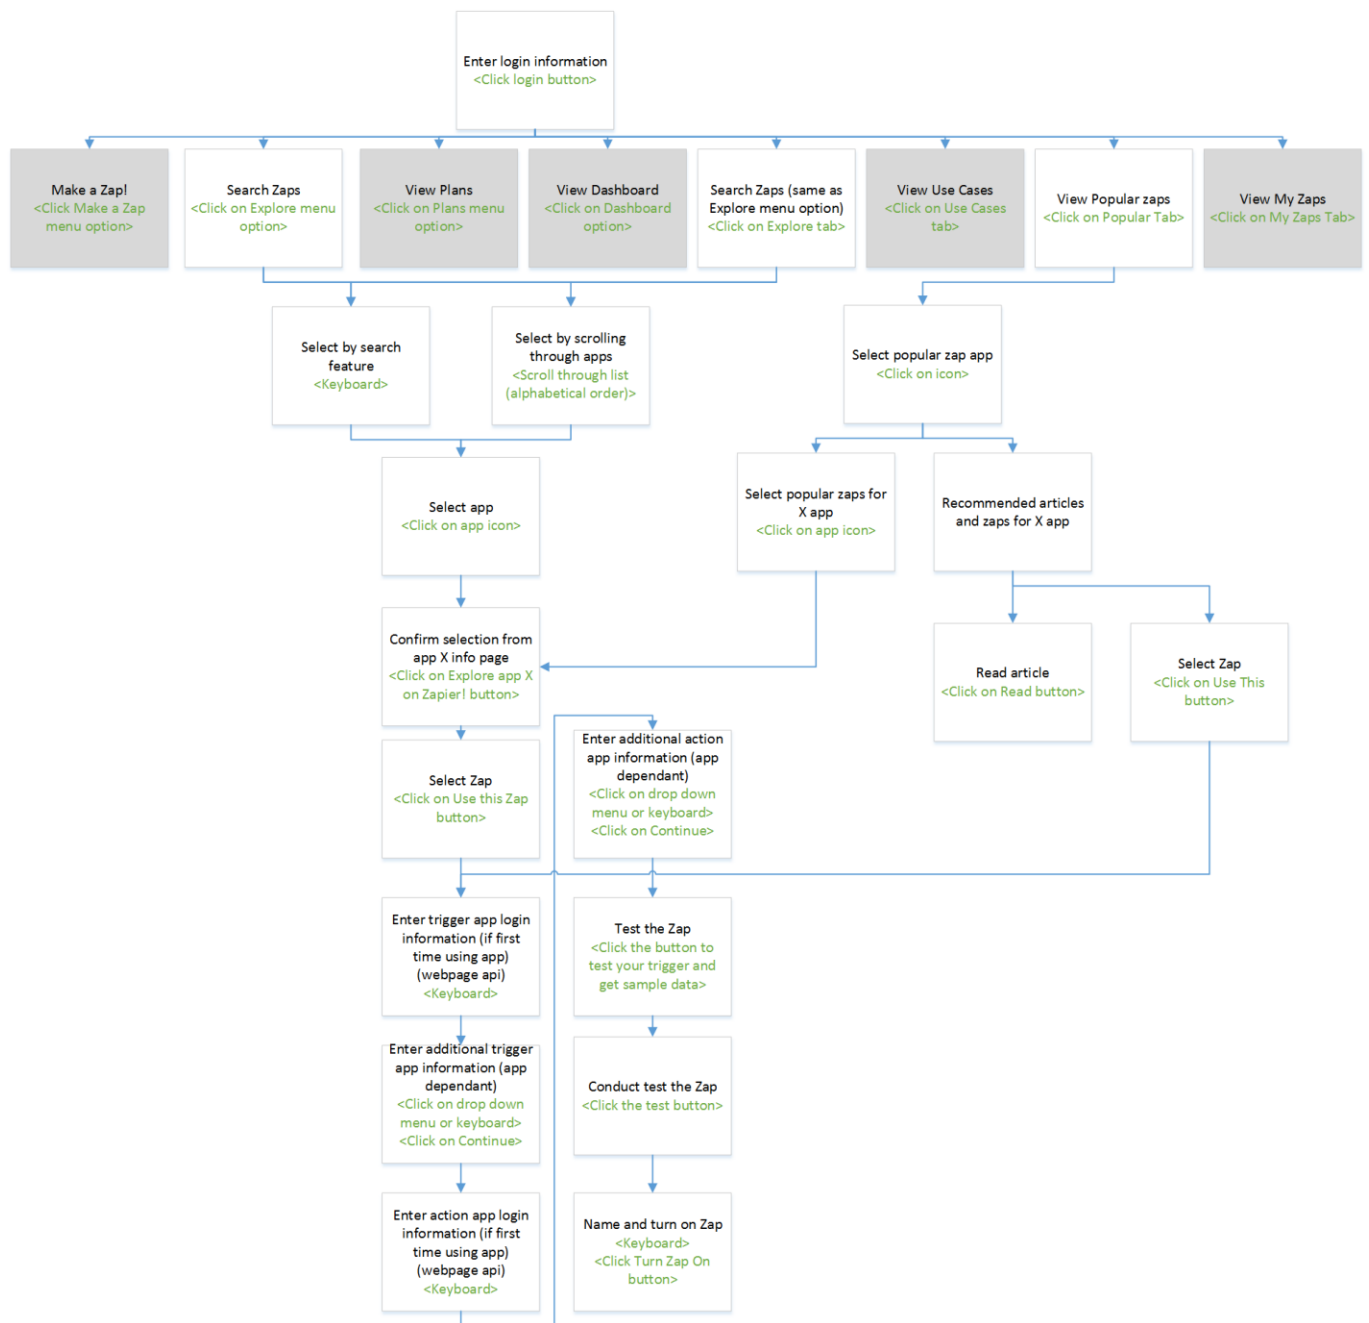 Enter login information
<Click login button>
Make a Zap!
<Click Make a Zap
menu option>
Search Zaps
<Click on Explore menu
option>
View Plans
<Click on Plans menu
option>
View Dashboard
<Click on Dashboard
option>
Search Zaps (same as
Explore menu option)
<Click on Explore tab>
View Use Cases
<Click on Use Cases
tab>
View Popular zaps
<Click on Popular Tab>
View My Zaps
<Click on My Zaps Tab>
Select by search
feature
<Keyboard>
Select by scrolling
through apps
<Scroll through list
(alphabetical order)>
Select popular zap app
<Click on icon>
Select app
<Click on app icon>
Select popular zaps for
X app
<Click on app icon>
Recommended articles
and zaps for X app
Confirm selection from
app X info page
<Click on Explore app X
on Zapier! button>
Read article
<Click on Read button>
Select Zap
<Click on Use This
button>
Select Zap
<Click on Use this Zap
button>
Enter additional action
app information (app
dependant)
<Click on drop down
menu or keyboard>
<Click on Continue>
Enter trigger app login
information (if first
time using app)
(webpage api)
<Keyboard>
Test the Zap
<Click the button to
test your trigger and
get sample data>
Enter additional trigger
app information (app
dependant)
<Click on drop down
menu or keyboard>
<Click on Continue>
Conduct test the Zap
<Click the test button>
Enter action app login
information (if first
time using app)
(webpage api)
<Keyboard>
Name and turn on Zap
<Keyboard>
<Click Turn Zap On
button>